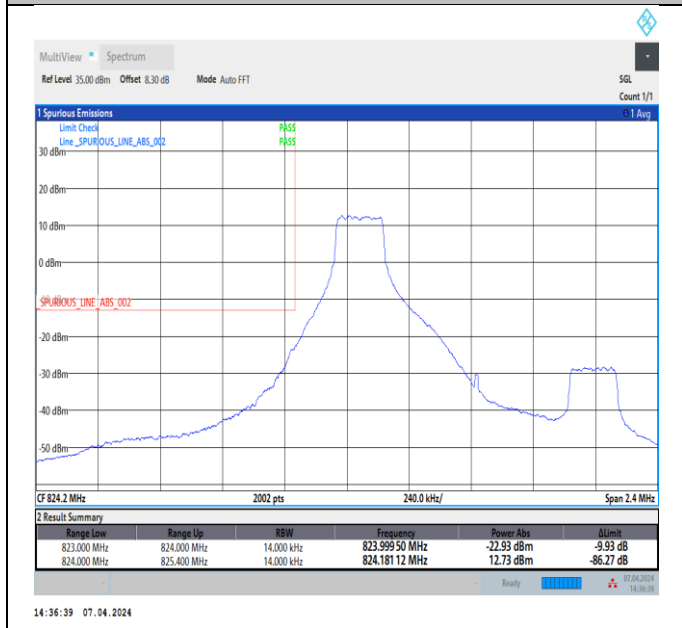 MultiView Spectrum
Ref Level 35.00 dBm Offset 8.30 dB Mode Auto FFT SGL
Count 1/1
1 Spurious Emissions 1 Avg
Limit Check PASS
Line _SPURIOUS_LINE_ABS_002 PASS
30 dBm
20 dBm
10 dBm
0 dBm
_SPURIOUS_LINE_ABS_002
-20 dBm
-30 dBm
-40 dBm
-50 dBm
CF 824.2 MHz 2002 pts 240.0 kHz/ Span 2.4 MHz
2 Result Summary
Range Low Range Up RBW Frequency Power Abs ΔLimit
823.000 MHz 824.000 MHz 14.000 kHz 823.99950 MHz -22.93 dBm -9.93 dB
824.000 MHz 825.400 MHz 14.000 kHz 824.18112 MHz 12.73 dBm -86.27 dB
Ready 07.04.2024
14:36:39
14:36:39 07.04.2024